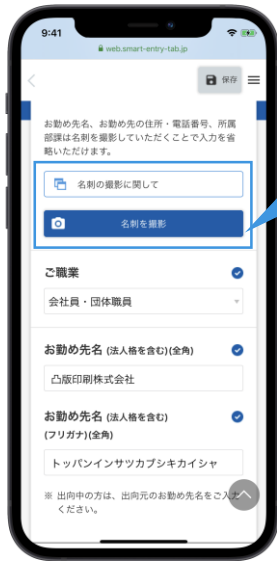 9:41
web.smart-entry-tab.jp
保存
お勤め先名、お勤め先の住所・電話番号、所属
部課は名刺を撮影していただくことで入力を省
略いただけます。
名刺の撮影に関して
名刺を撮影
ご職業
会社員・団体職員
お勤め先名 (法人格を含む)(全角)
凸版印刷株式会社
お勤め先名 (法人格を含む)
(フリガナ)(全角)
トッパンインサツカブシキカイシャ
※ 出向中の方は、出向元のお勤め先名をご入力
ください。